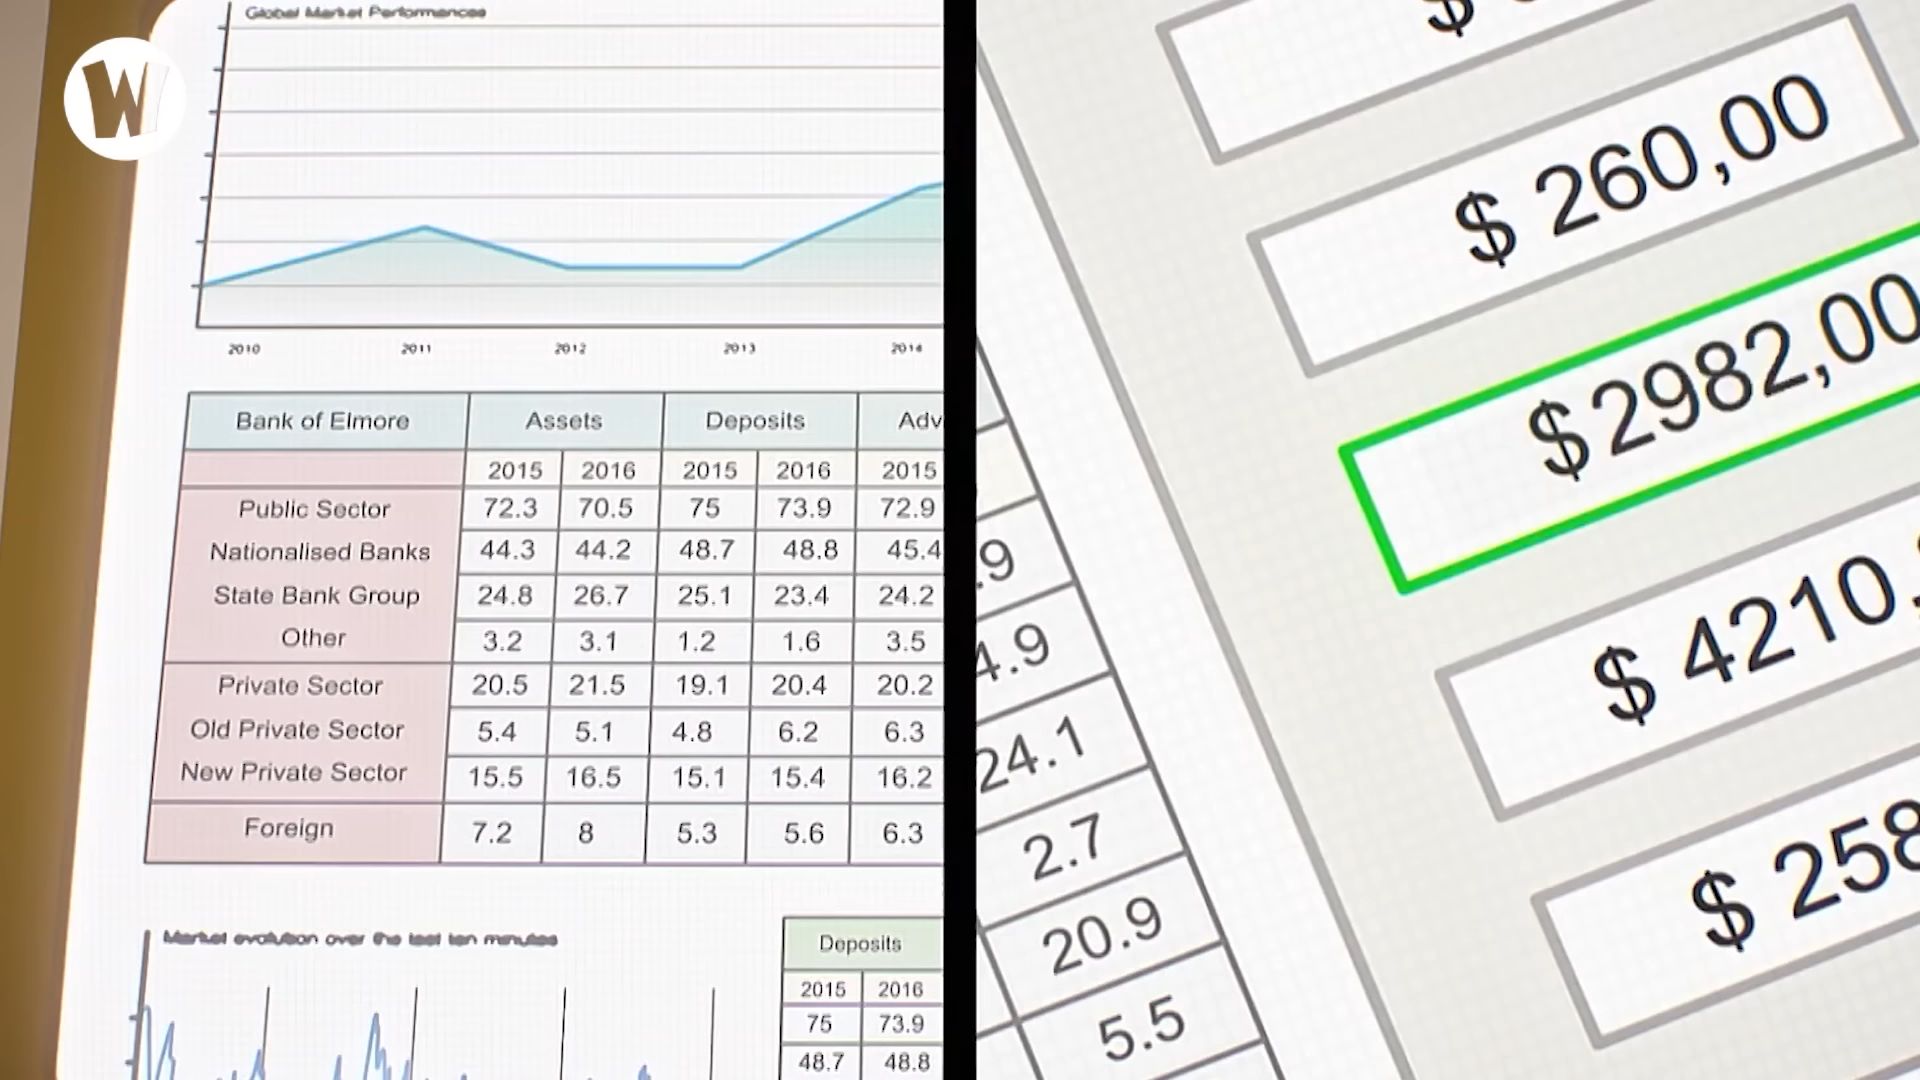 Global Market Performances
W
2010 2011 2012 2013 2014
Bank of Elmore Assets Deposits Adv
2015 2016 2015 2016 2015
Public Sector 72.3 70.5 75 73.9 72.9
Nationalised Banks 44.3 44.2 48.7 48.8 45.4
State Bank Group 24.8 26.7 25.1 23.4 24.2
Other 3.2 3.1 1.2 1.6 3.5
Private Sector 20.5 21.5 19.1 20.4 20.2
Old Private Sector 5.4 5.1 4.8 6.2 6.3
New Private Sector 15.5 16.5 15.1 15.4 16.2
Foreign 7.2 8 5.3 5.6 6.3
Market evolution over the last ten minutes
Deposits
2015 2016
75 73.9
48.7 48.8
$ 260,00
$ 2982,00
$ 4210,
$ 258
.9
4.9
24.1
2.7
20.9
5.5